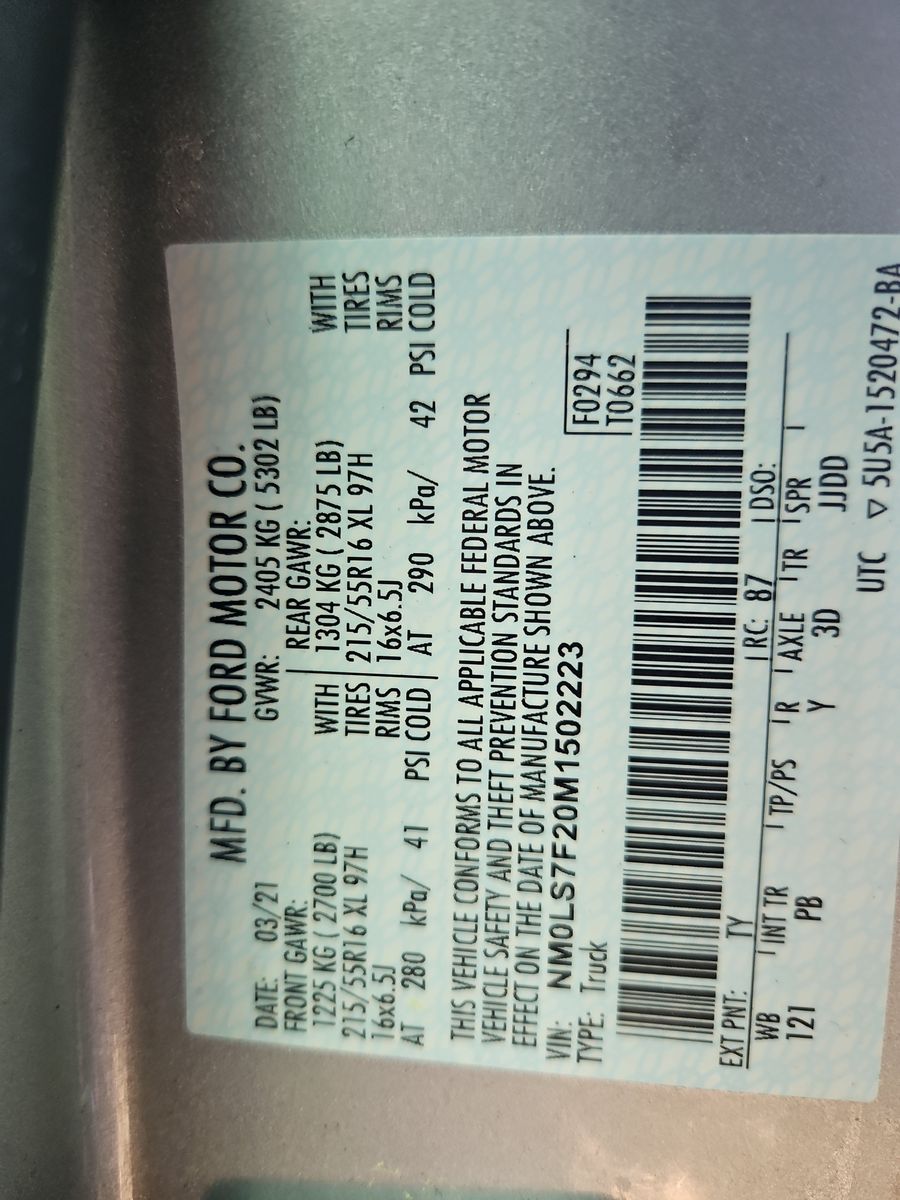 MFD. BY FORD MOTOR CO.
DATE: 03/21 GVWR: 2405 KG ( 5302 LB)
FRONT GAWR: REAR GAWR:
1225 KG ( 2700 LB) WITH 1304 KG ( 2875 LB) WITH
215/55R16 XL 97H TIRES 215/55R16 XL 97H TIRES
16x6.5J RIMS 16x6.5J RIMS
AT 280 kPa/ 41 PSI COLD AT 290 kPa/ 42 PSI COLD
THIS VEHICLE CONFORMS TO ALL APPLICABLE FEDERAL MOTOR
VEHICLE SAFETY AND THEFT PREVENTION STANDARDS IN
EFFECT ON THE DATE OF MANUFACTURE SHOWN ABOVE.
VIN: NM0LS7F20M1502223 F0294
TYPE: Truck T0662
EXT PNT: TY RC: 87 DSO:
WB INT TR TP/PS R AXLE TR SPR
121 PB Y 3D JJDD
UTC ▽ 5U5A-1520472-BA